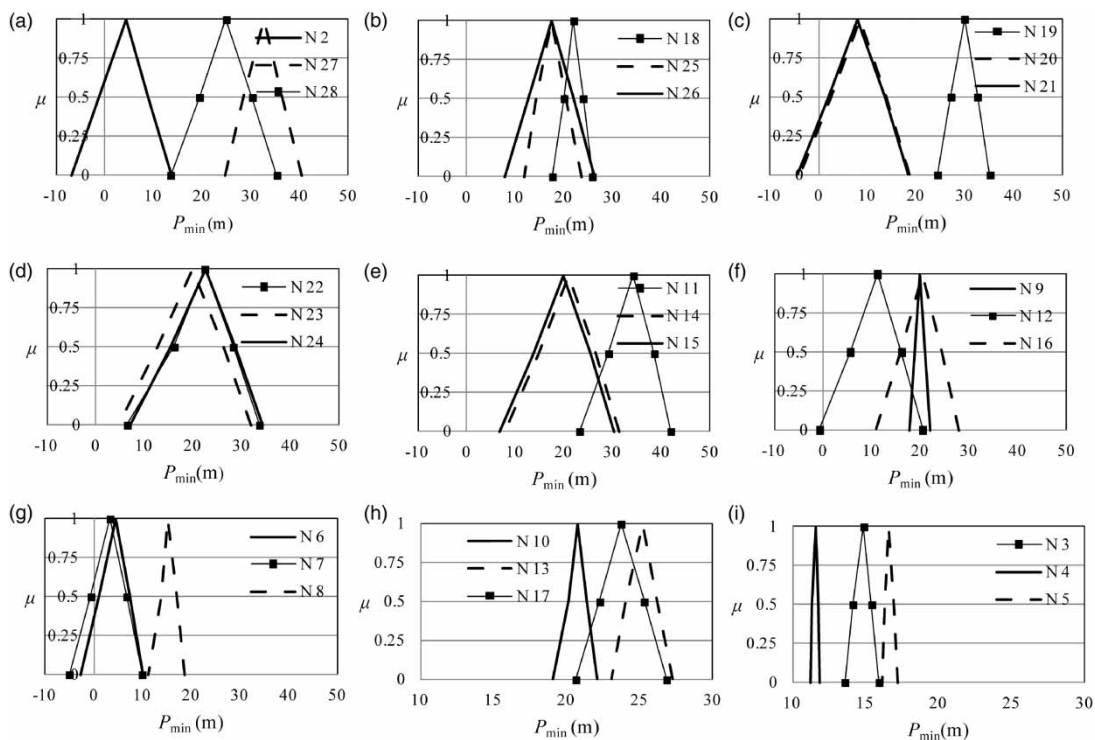 (a)
1
0.75
μ
0.5
0.25
0
N 2
N 27
N 28
-10 0 10 20 30 40 50
Pmin(m)
(b)
1
0.75
μ
0.5
0.25
0
N 18
N 25
N 26
-10 0 10 20 30 40 50
Pmin(m)
(c)
1
0.75
μ
0.5
0.25
0
N 19
N 20
N 21
-10 0 10 20 30 40 50
Pmin(m)
(d)
1
0.75
μ
0.5
0.25
0
N 22
N 23
N 24
-10 0 10 20 30 40 50
Pmin(m)
(e)
1
0.75
μ
0.5
0.25
0
N 11
N 14
N 15
-10 0 10 20 30 40 50
Pmin(m)
(f)
1
0.75
μ
0.5
0.25
0
N 9
N 12
N 16
-10 0 10 20 30 40 50
Pmin(m)
(g)
1
0.75
μ
0.5
0.25
0
N 6
N 7
N 8
-10 0 10 20 30 40 50
Pmin(m)
(h)
1
0.75
μ
0.5
0.25
0
N 10
N 13
N 17
10 15 20 25 30
Pmin(m)
(i)
1
0.75
μ
0.5
0.25
0
N 3
N 4
N 5
10 15 20 25 30
Pmin(m)